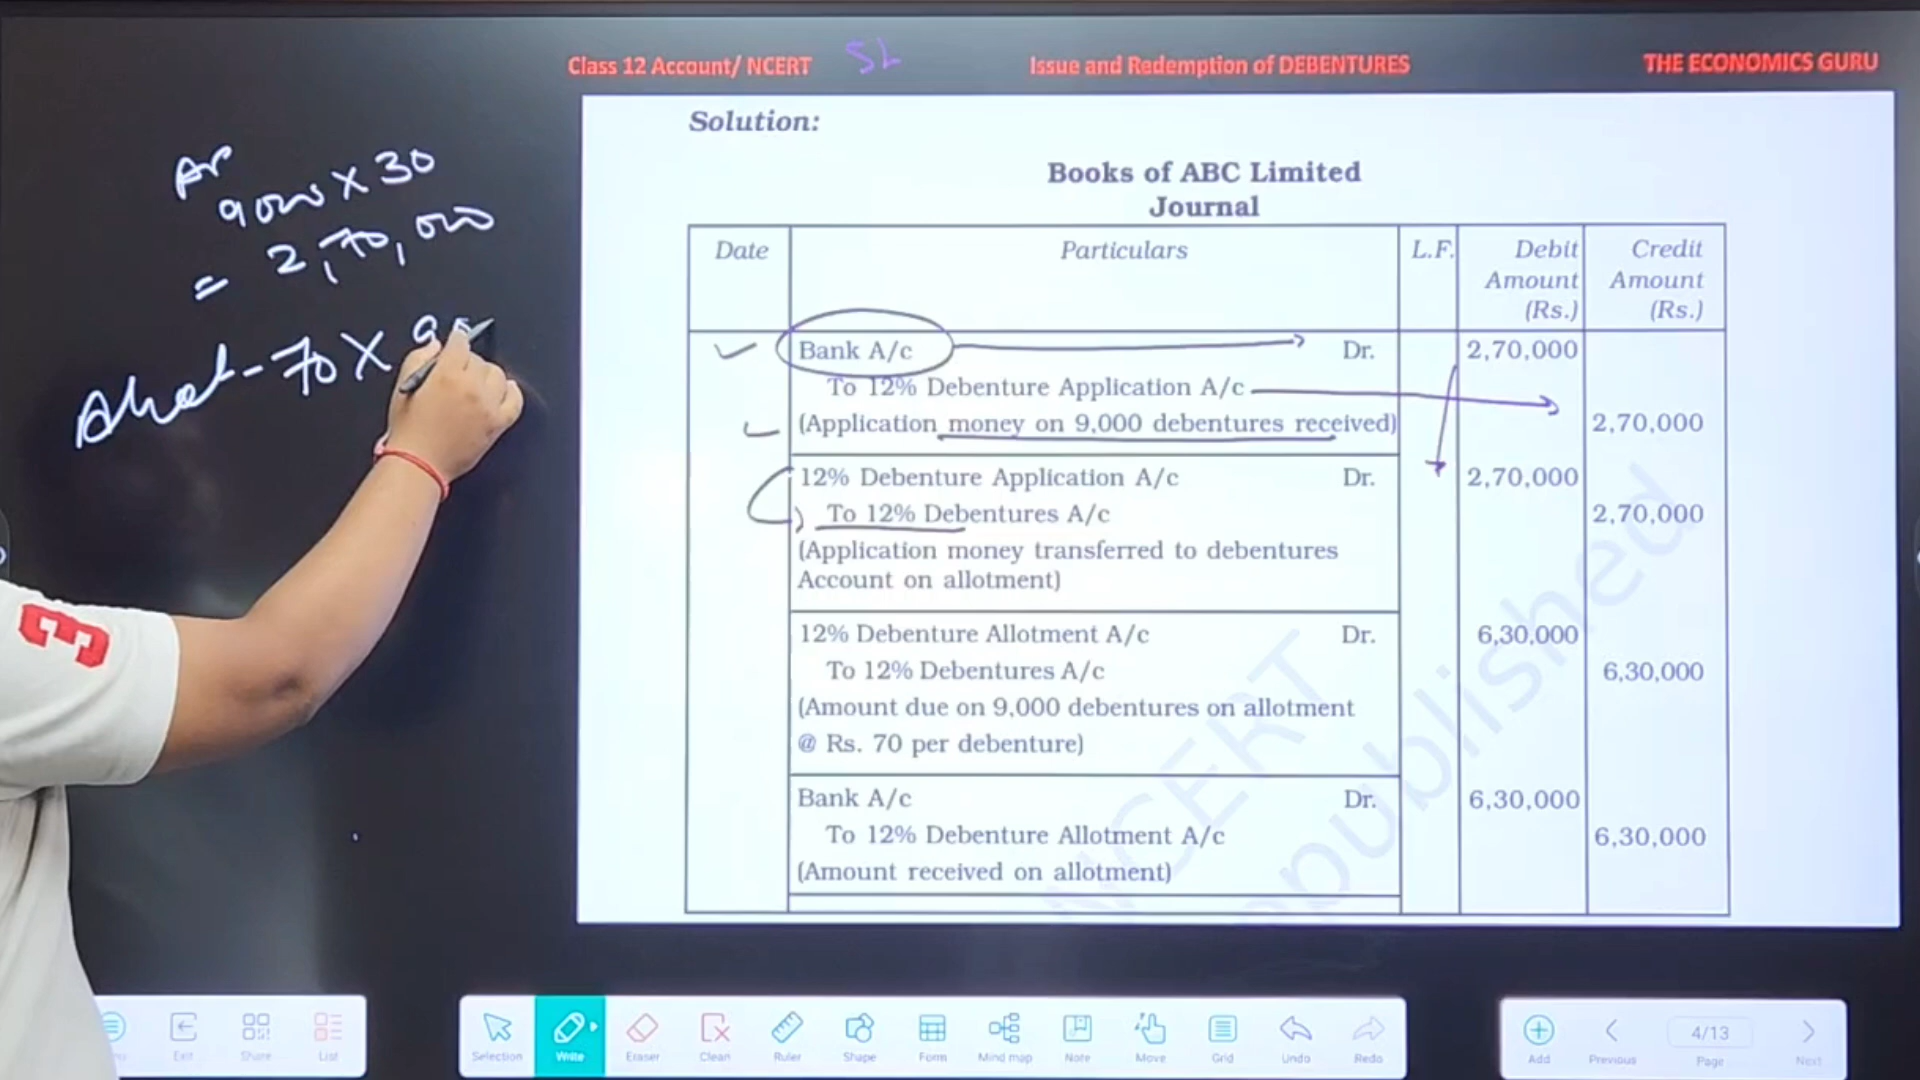 Class 12 Account/ NCERT SL Issue and Redemption of DEBENTURES THE ECONOMICS GURU
Solution:
Books of ABC Limited
Journal
Date Particulars L.F. Debit Amount (Rs.) Credit Amount (Rs.)
Bank A/c Dr. 2,70,000
To 12% Debenture Application A/c
(Application money on 9,000 debentures received) 2,70,000
12% Debenture Application A/c Dr. 2,70,000
To 12% Debentures A/c 2,70,000
(Application money transferred to debentures
Account on allotment)
12% Debenture Allotment A/c Dr. 6,30,000
To 12% Debentures A/c 6,30,000
(Amount due on 9,000 debentures on allotment
@ Rs. 70 per debenture)
Bank A/c Dr. 6,30,000
To 12% Debenture Allotment A/c 6,30,000
(Amount received on allotment)
NCERT
republished
9000 X 30
= 2,70,000
70 X
3
Exit Share List
Selection Write Eraser Clean Ruler Shape Form Mind map Note Move Grid Undo Redo
4/13
Add Previous Page Next